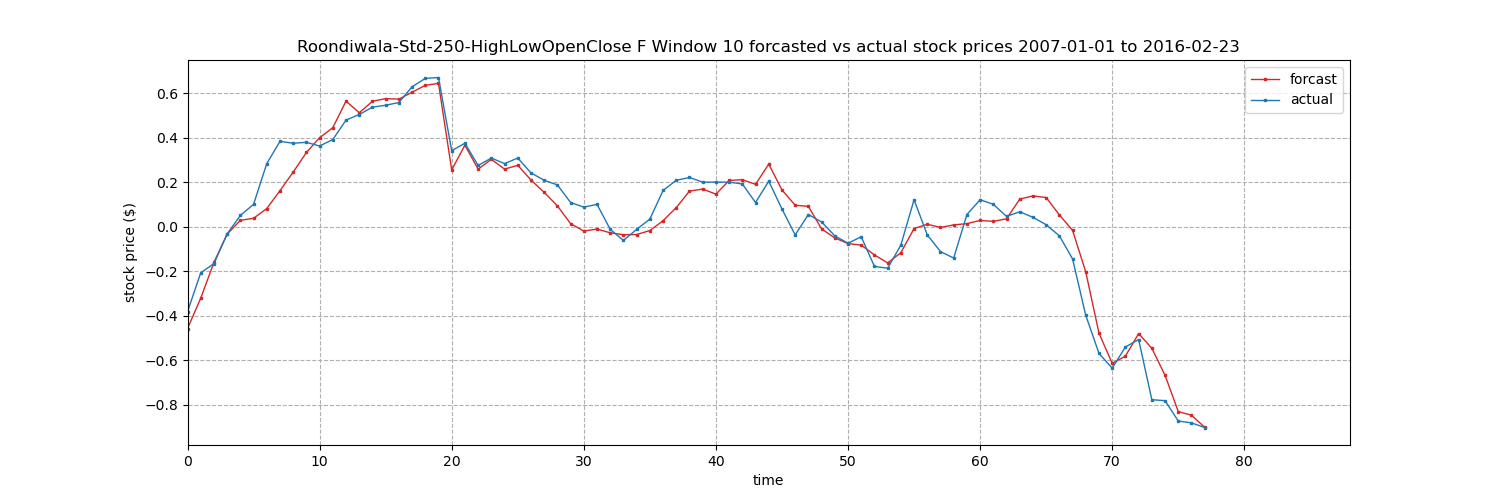 Roondiwala-Std-250-HighLowOpenClose F Window 10 forcasted vs actual stock prices 2007-01-01 to 2016-02-23
forcast
actual
stock price ($)
0.6
0.4
0.2
0.0
−0.2
−0.4
−0.6
−0.8
0 10 20 30 40 50 60 70 80
time